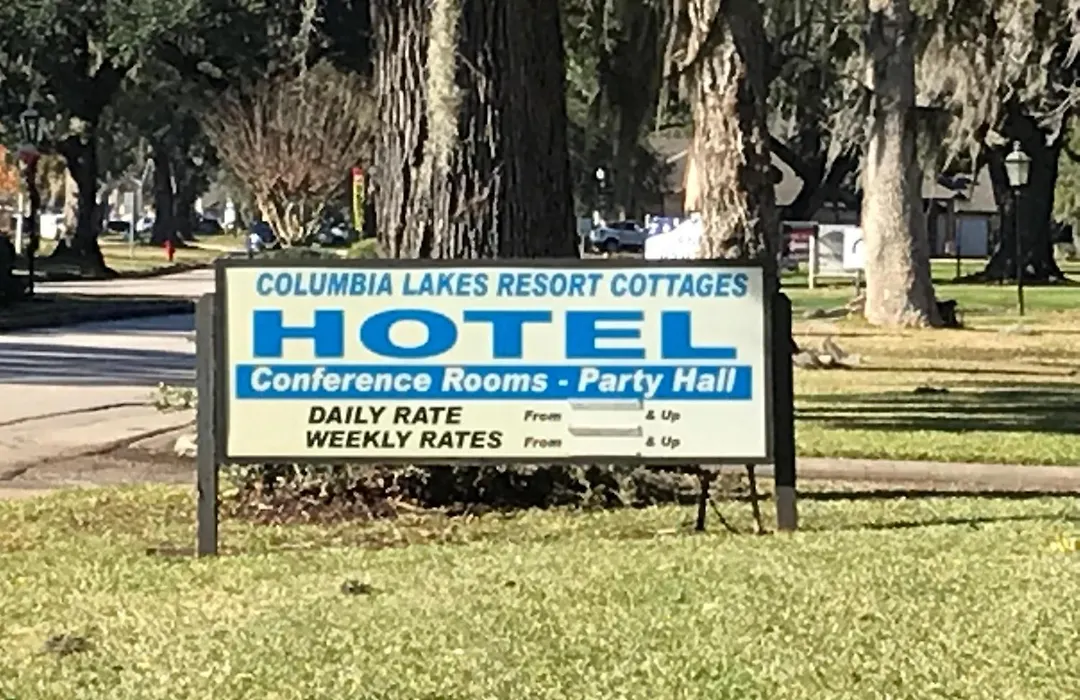 COLUMBIA LAKES RESORT COTTAGES
HOTEL
Conference Rooms - Party Hall
DAILY RATE From & Up
WEEKLY RATES From & Up